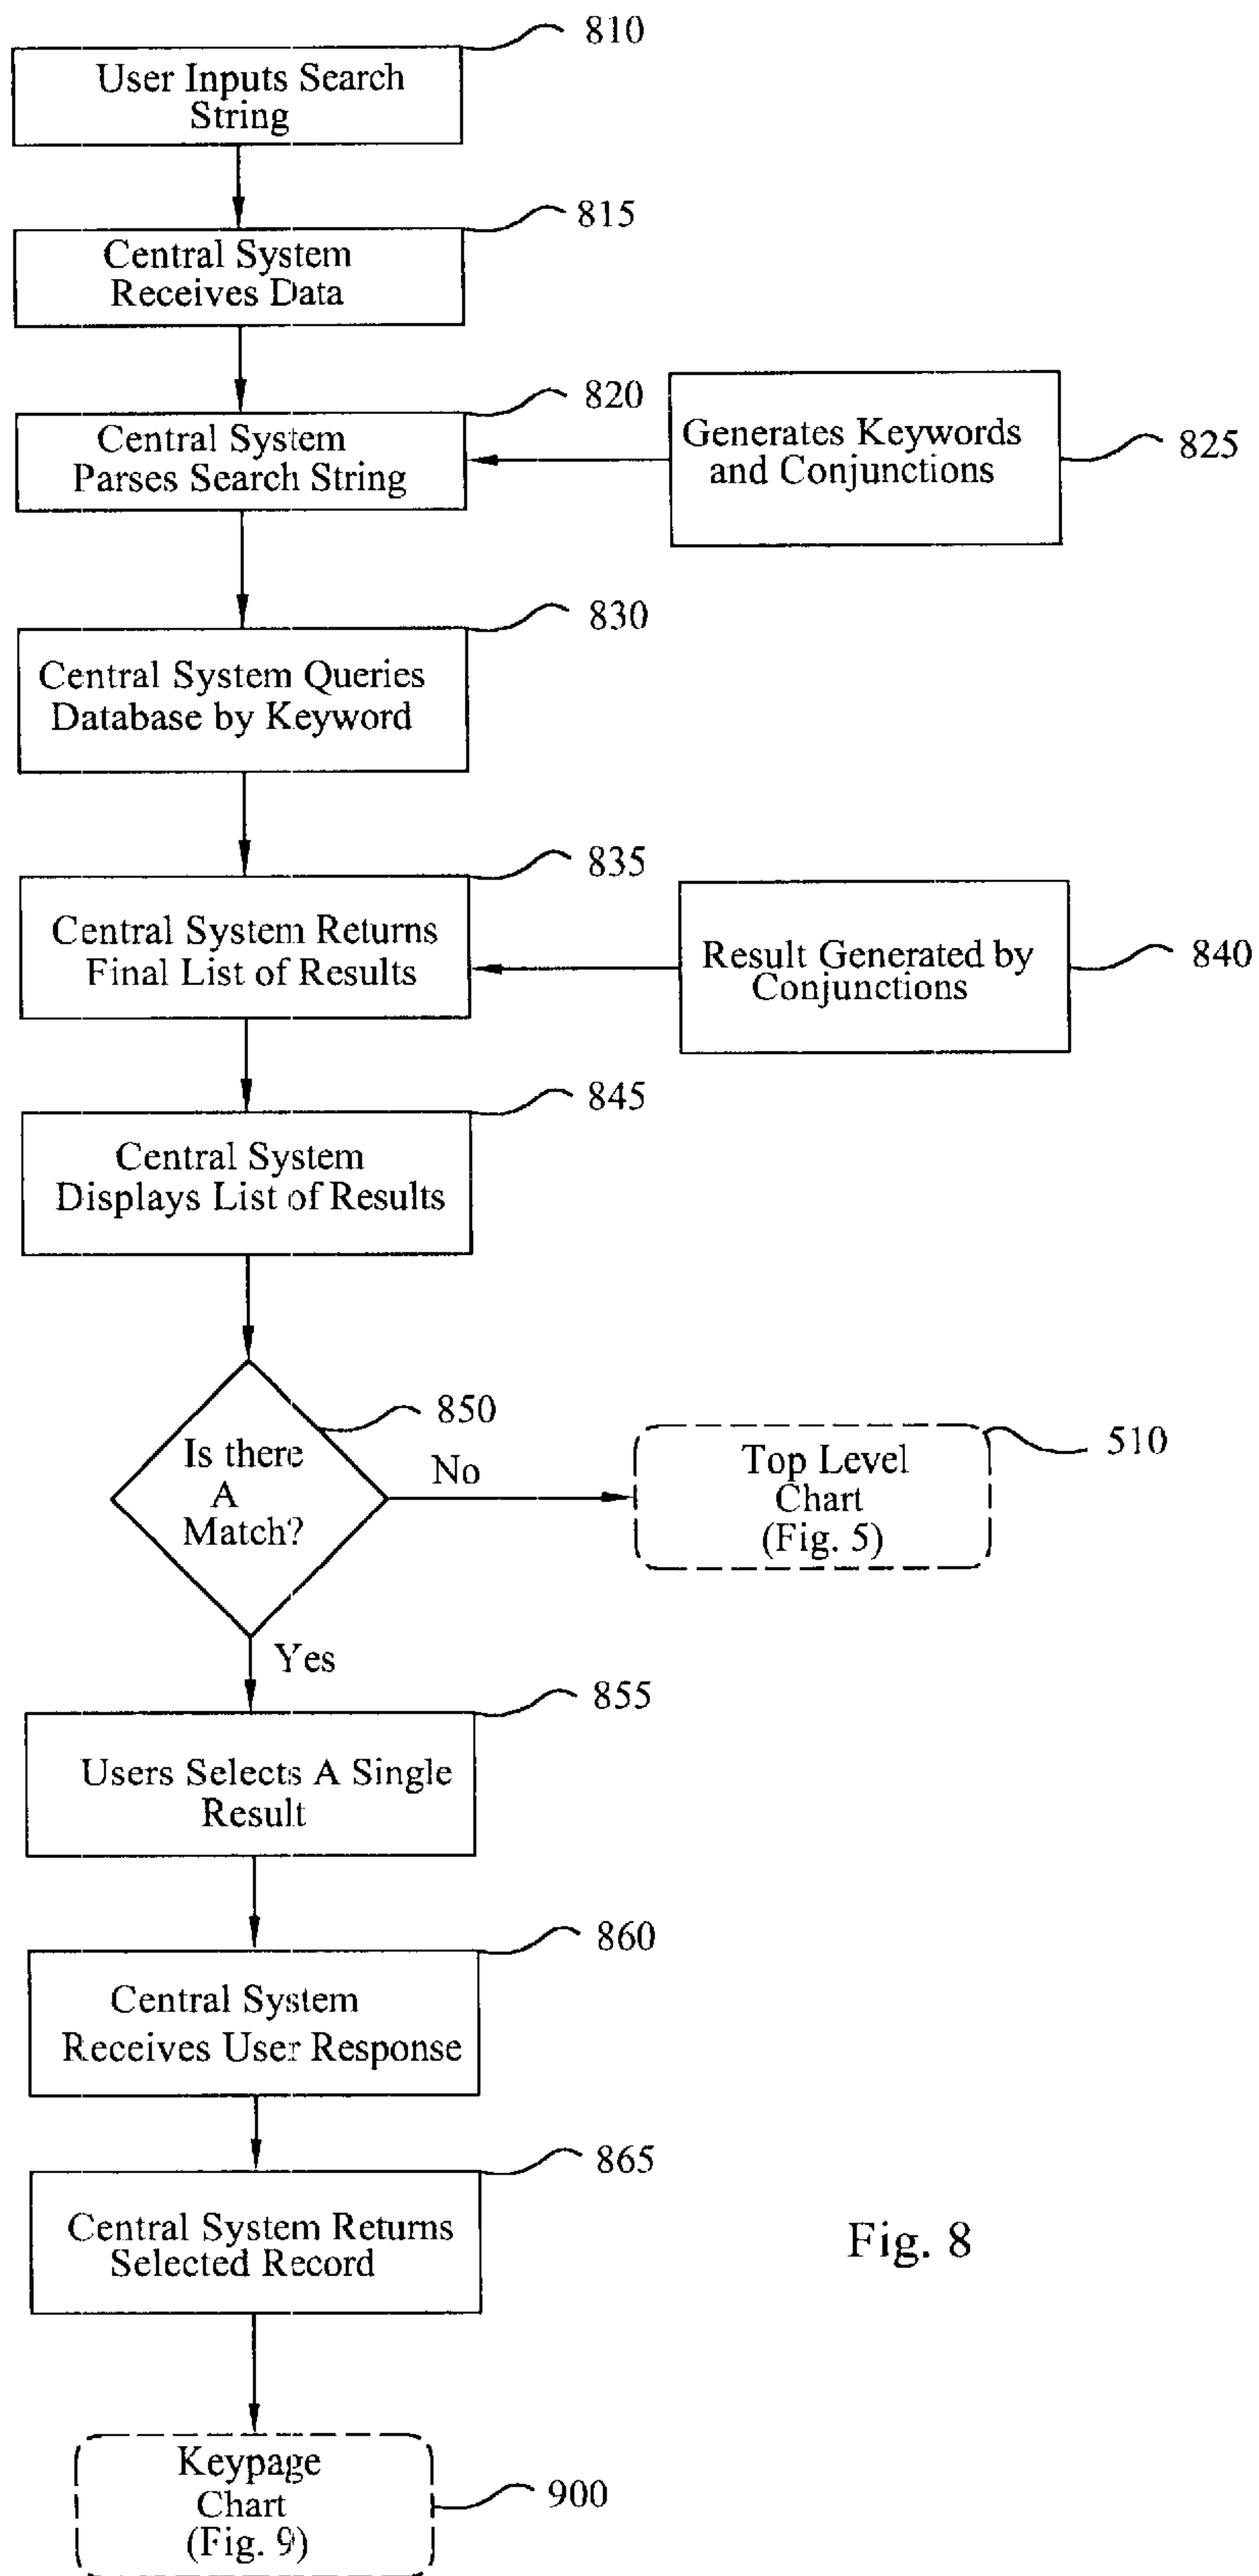 810
User Inputs Search
String
815
Central System
Receives Data
820
Central System
Parses Search String
Generates Keywords
and Conjunctions
825
830
Central System Queries
Database by Keyword
835
Central System Returns
Final List of Results
Result Generated by
Conjunctions
840
845
Central System
Displays List of Results
850
Is there
A
Match?
No
Top Level
Chart
(Fig. 5)
510
Yes
855
Users Selects A Single
Result
860
Central System
Receives User Response
865
Central System Returns
Selected Record
Fig. 8
Keypage
Chart
(Fig. 9)
900